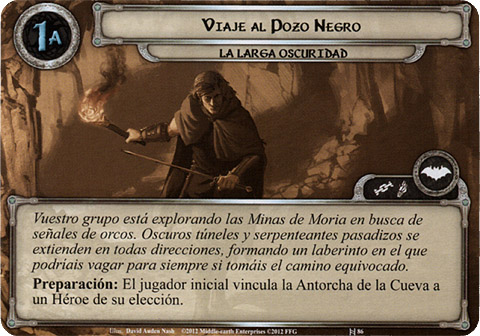 1A
Viaje al Pozo Negro
La Larga Oscuridad
Vuestro grupo está explorando las Minas de Moria en busca de
señales de orcos. Oscuros túneles y serpenteantes pasadizos se
extienden en todas direcciones, formando un laberinto en el que
podríais vagar para siempre si tomáis el camino equivocado.
Preparación: El jugador inicial vincula la Antorcha de la Cueva a
un Héroe de su elección.
Ilus. David Auden Nash ©2012 Middle-earth Enterprises ©2012 FFG 86